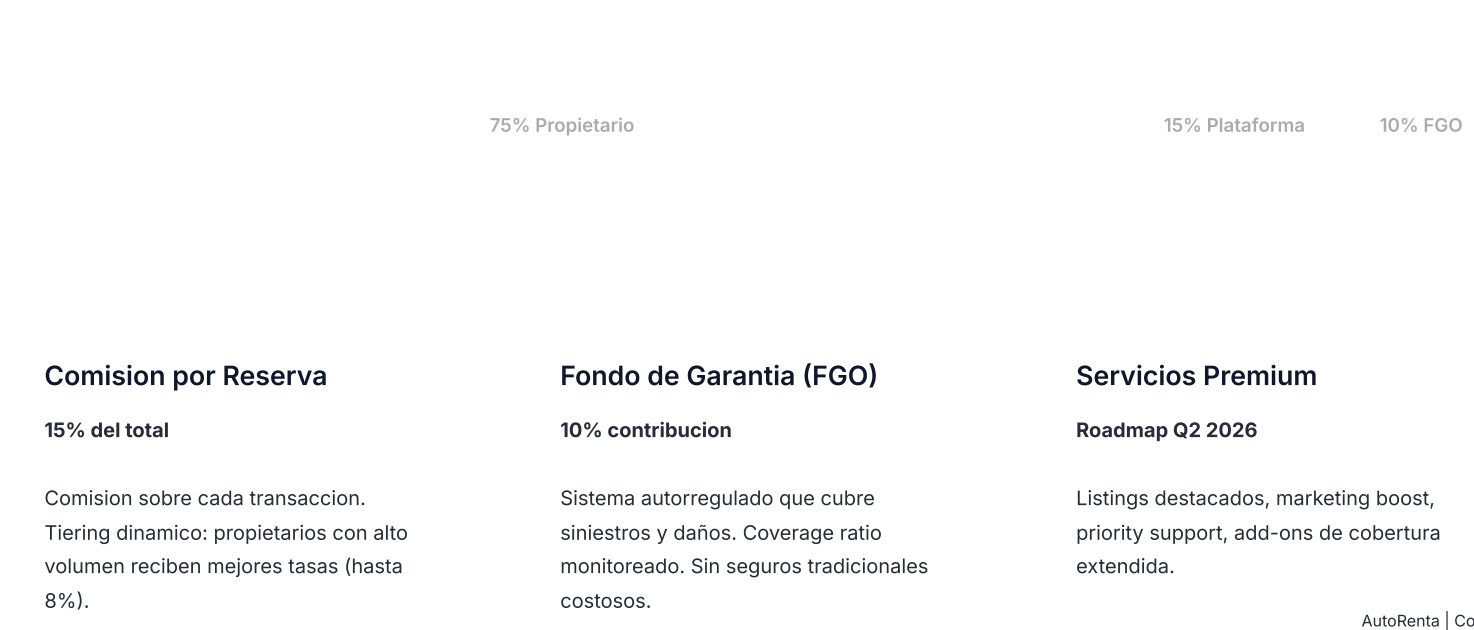 75% Propietario
15% Plataforma
10% FGO
Comision por Reserva
15% del total
Comision sobre cada transaccion.
Tiering dinamico: propietarios con alto
volumen reciben mejores tasas (hasta
8%).
Fondo de Garantia (FGO)
10% contribucion
Sistema autorregulado que cubre
siniestros y daños. Coverage ratio
monitoreado. Sin seguros tradicionales
costosos.
Servicios Premium
Roadmap Q2 2026
Listings destacados, marketing boost,
priority support, add-ons de cobertura
extendida.
AutoRenta |